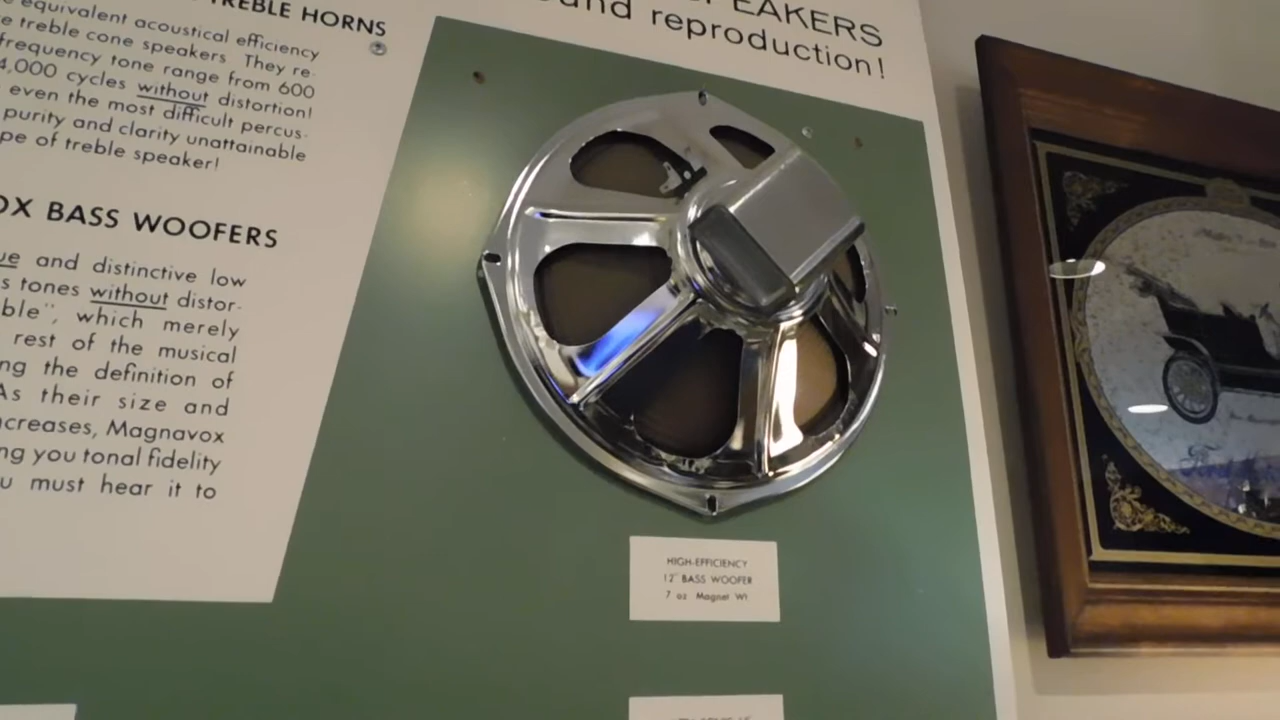 TREBLE HORNS
equivalent acoustical efficiency
treble cone speakers. They re-
frequency tone range from 600
4,000 cycles without distortion!
even the most difficult percus-
purity and clarity unattainable
pe of treble speaker!
OX BASS WOOFERS
ue and distinctive low
s tones without distor-
ble", which merely
rest of the musical
ng the definition of
As their size and
creases, Magnavox
ng you tonal fidelity
u must hear it to
SPEAKERS
ound reproduction!
HIGH-EFFICIENCY
12" BASS WOOFER
7 oz Magnet Wt.